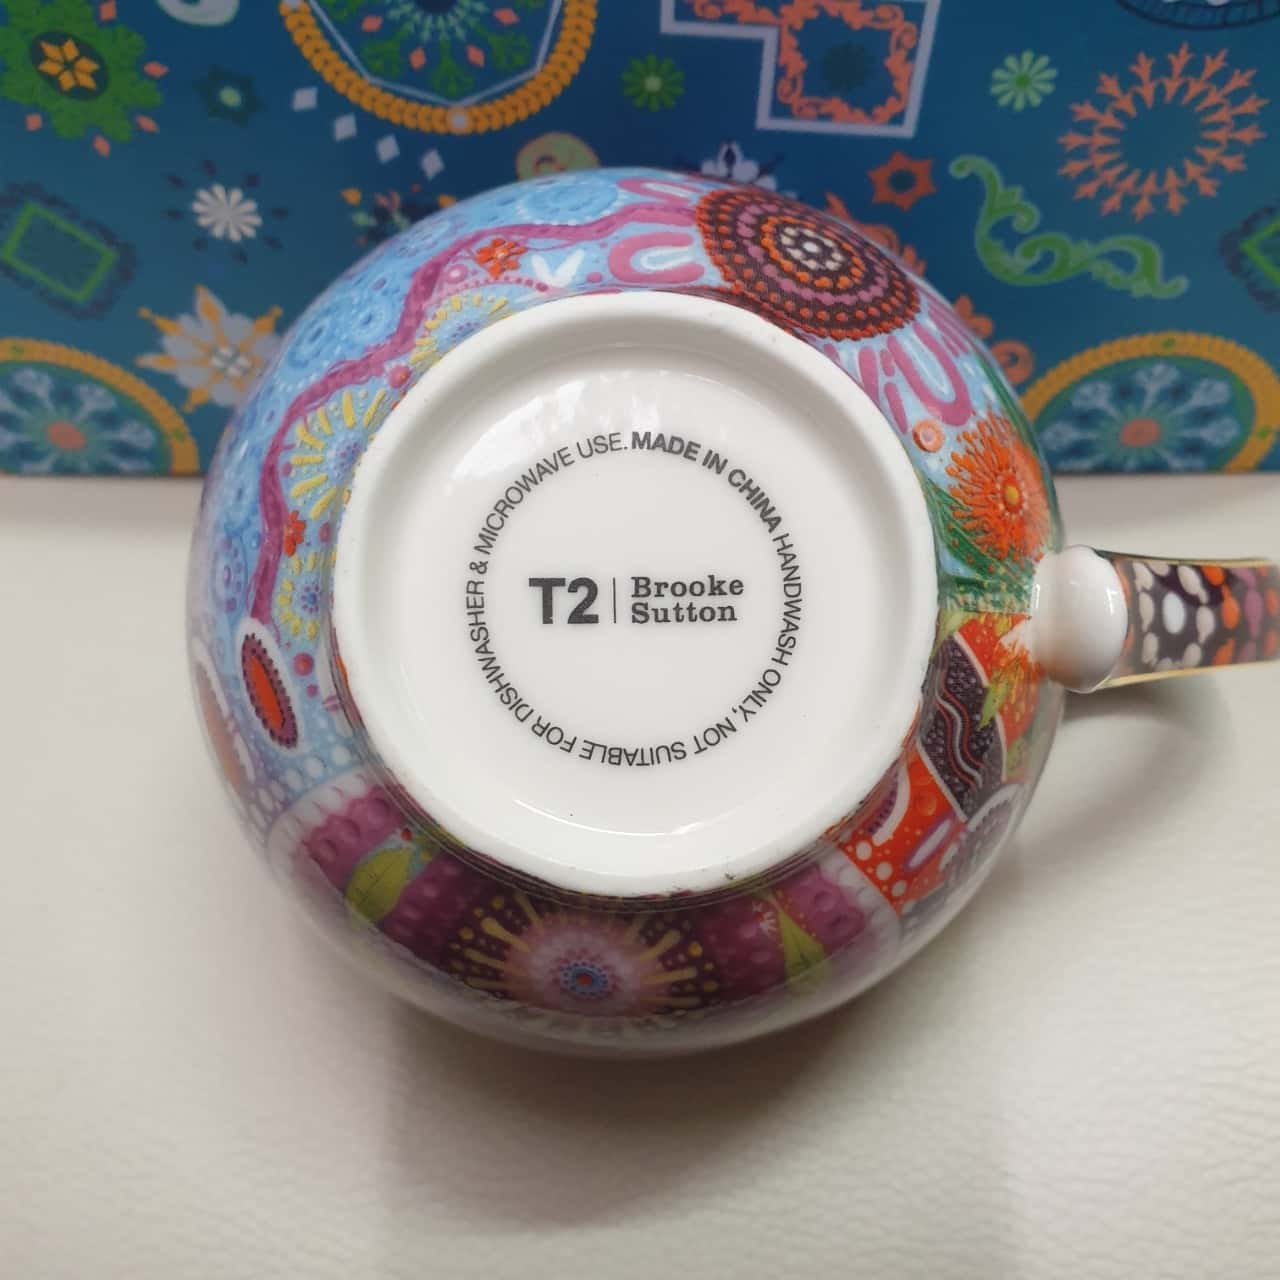 MADE IN CHINA HANDWASH ONLY, NOT SUITABLE FOR DISHWASHER & MICROWAVE USE.
T2 | Brooke
Sutton